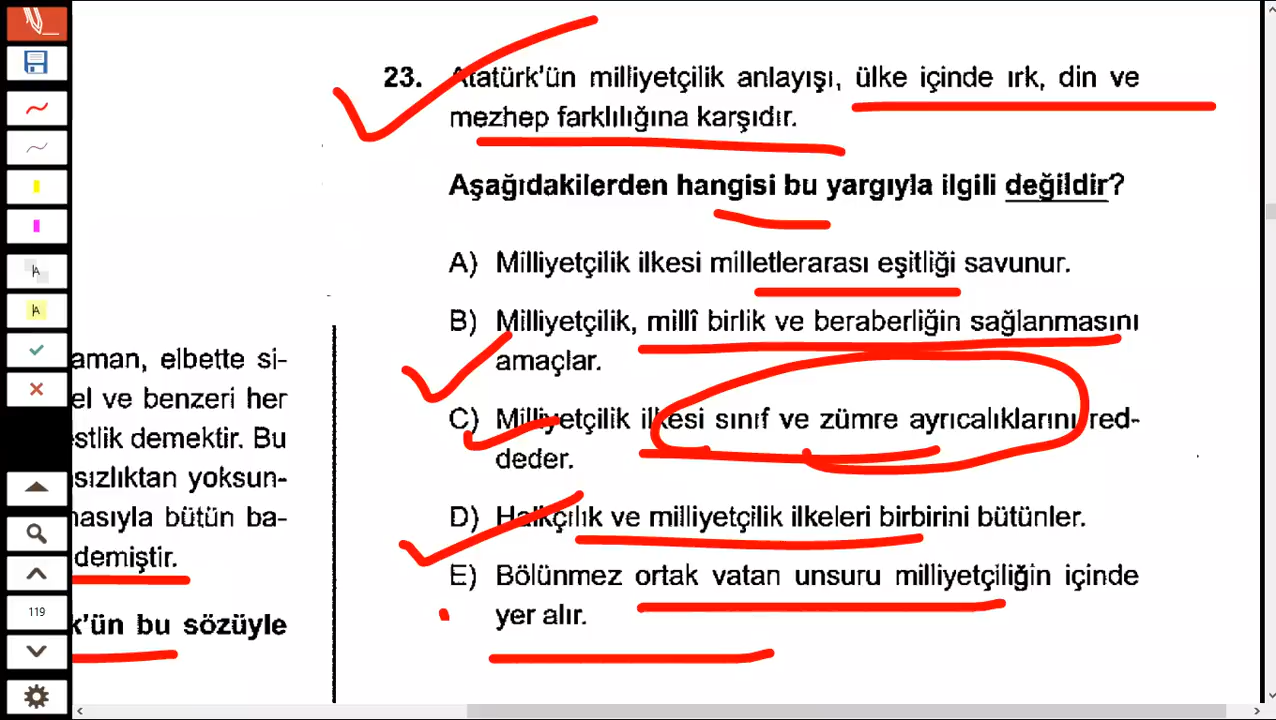 23. Atatürk'ün milliyetçilik anlayışı, ülke içinde ırk, din ve
mezhep farklılığına karşıdır.
Aşağıdakilerden hangisi bu yargıyla ilgili değildir?
A) Milliyetçilik ilkesi milletlerarası eşitliği savunur.
B) Milliyetçilik, millî birlik ve beraberliğin sağlanmasını
amaçlar.
C) Milliyetçilik ilkesi sınıf ve zümre ayrıcalıklarını red-
deder.
D) Halkçılık ve milliyetçilik ilkeleri birbirini bütünler.
E) Bölünmez ortak vatan unsuru milliyetçiliğin içinde
yer alır.
aman, elbette si-
el ve benzeri her
stlik demektir. Bu
sızlıktan yoksun-
nasıyla bütün ba-
demiştir.
k'ün bu sözüyle
A
A
119